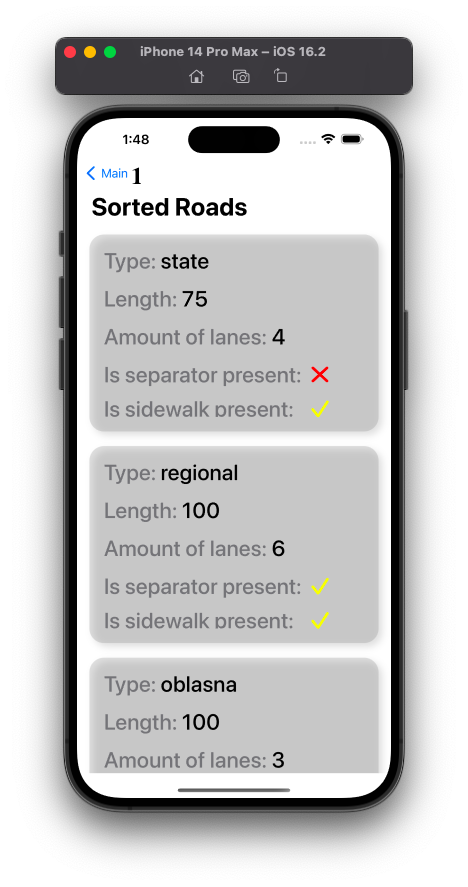 iPhone 14 Pro Max – iOS 16.2
1:48
Main 1
Sorted Roads
Type: state
Length: 75
Amount of lanes: 4
Is separator present:
Is sidewalk present:
Type: regional
Length: 100
Amount of lanes: 6
Is separator present:
Is sidewalk present:
Type: oblasna
Length: 100
Amount of lanes: 3